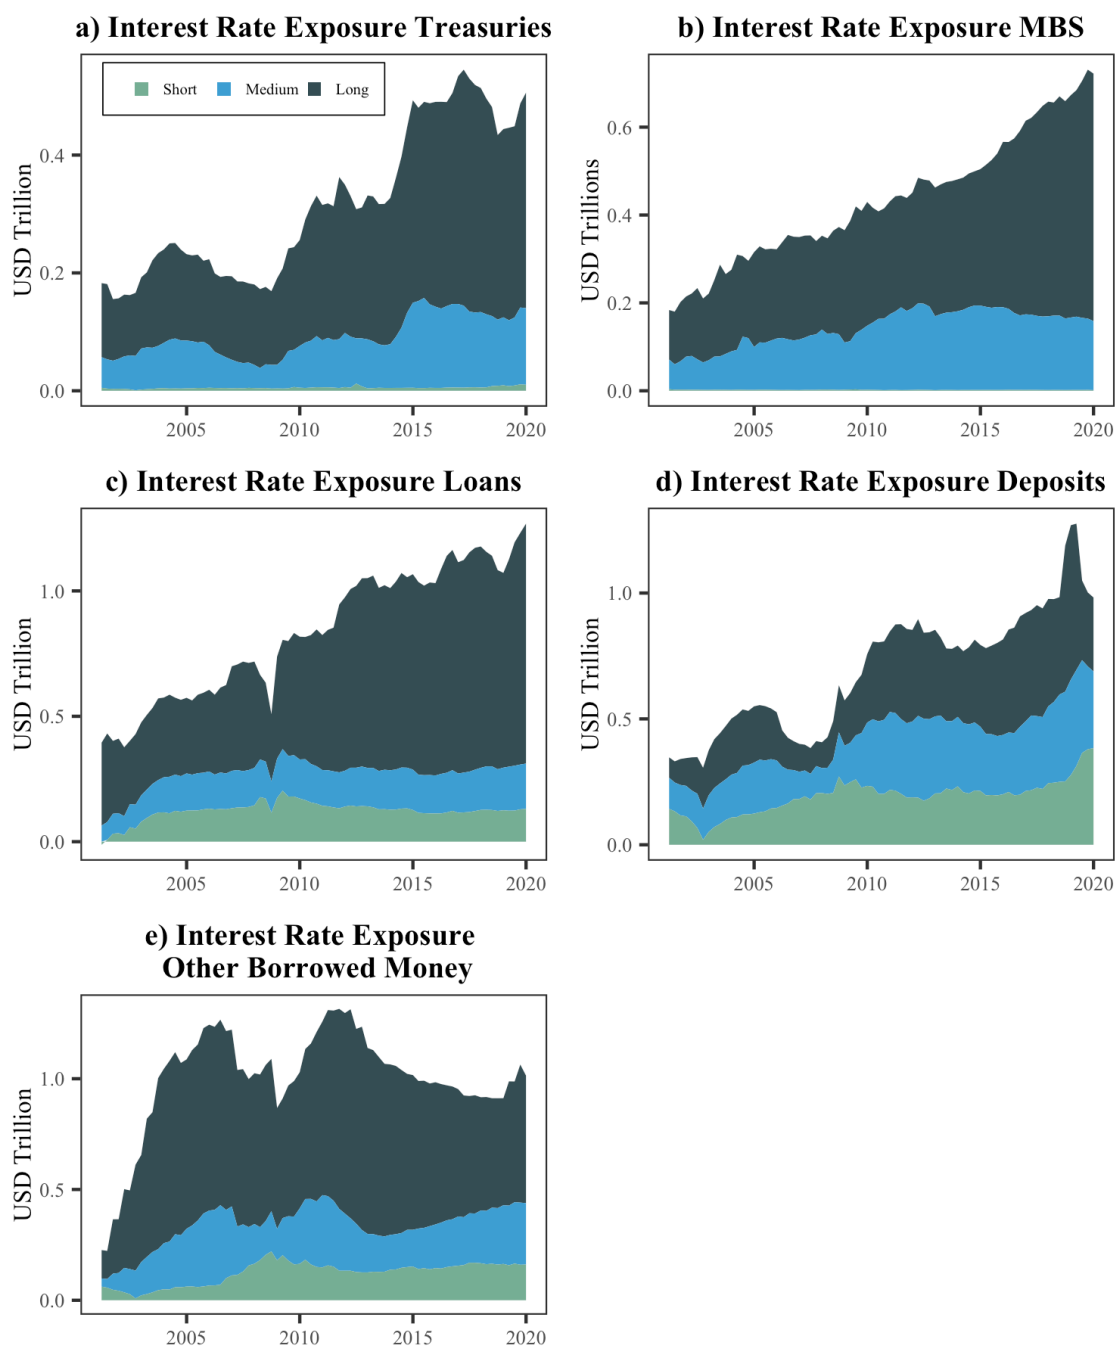 a) Interest Rate Exposure Treasuries
Short Medium Long
USD Trillion
0.4
0.2
0.0
2005 2010 2015 2020
b) Interest Rate Exposure MBS
USD Trillions
0.6
0.4
0.2
0.0
2005 2010 2015 2020
c) Interest Rate Exposure Loans
USD Trillion
1.0
0.5
0.0
2005 2010 2015 2020
d) Interest Rate Exposure Deposits
USD Trillion
1.0
0.5
0.0
2005 2010 2015 2020
e) Interest Rate Exposure
Other Borrowed Money
USD Trillion
1.0
0.5
0.0
2005 2010 2015 2020